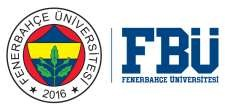 FENERBAHÇE ÜNİVERSİTESİ
2016
FBÜ
FENERBAHÇE ÜNİVERSİTESİ